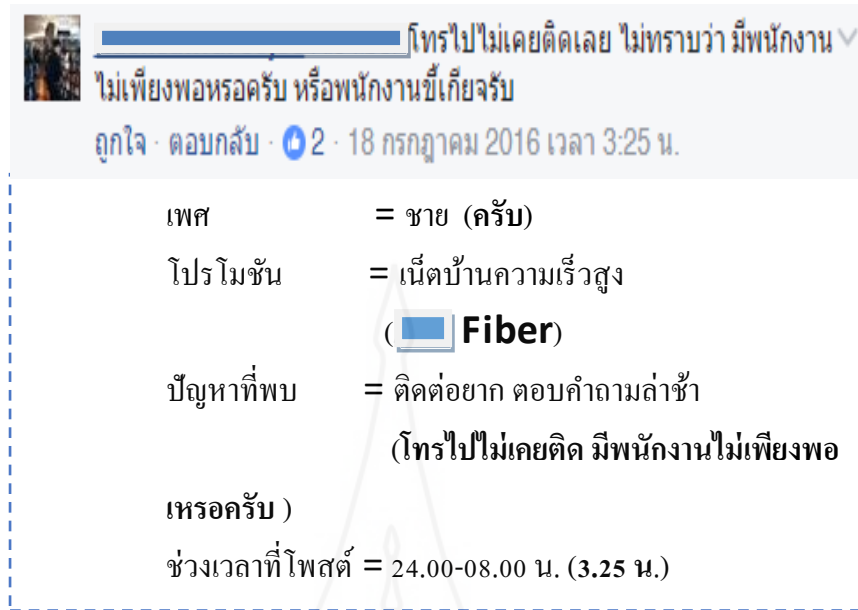 โทรไปไม่เคยติดเลย ไม่ทราบว่า มีพนักงาน
ไม่เพียงพอหรอครับ หรือพนักงานขี้เกียจรับ
ถูกใจ · ตอบกลับ · 2 · 18 กรกฎาคม 2016 เวลา 3:25 น.
เพศ = ชาย (ครับ)
โปรโมชัน = เน็ตบ้านความเร็วสูง
( Fiber)
ปัญหาที่พบ = ติดต่อยาก ตอบคำถามล่าช้า
(โทรไปไม่เคยติด มีพนักงานไม่เพียงพอ
เหรอครับ )
ช่วงเวลาที่โพสต์ = 24.00-08.00 น. (3.25 น.)